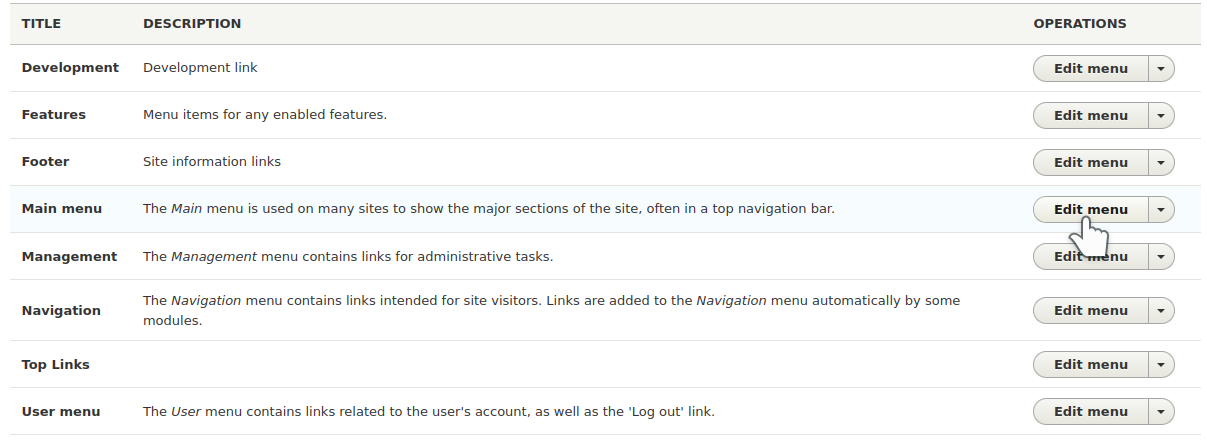 TITLE DESCRIPTION OPERATIONS
Development Development link Edit menu
Features Menu items for any enabled features. Edit menu
Footer Site information links Edit menu
Main menu The Main menu is used on many sites to show the major sections of the site, often in a top navigation bar. Edit menu
Management The Management menu contains links for administrative tasks. Edit menu
Navigation The Navigation menu contains links intended for site visitors. Links are added to the Navigation menu automatically by some Edit menu
modules.
Top Links Edit menu
User menu The User menu contains links related to the user's account, as well as the 'Log out' link. Edit menu